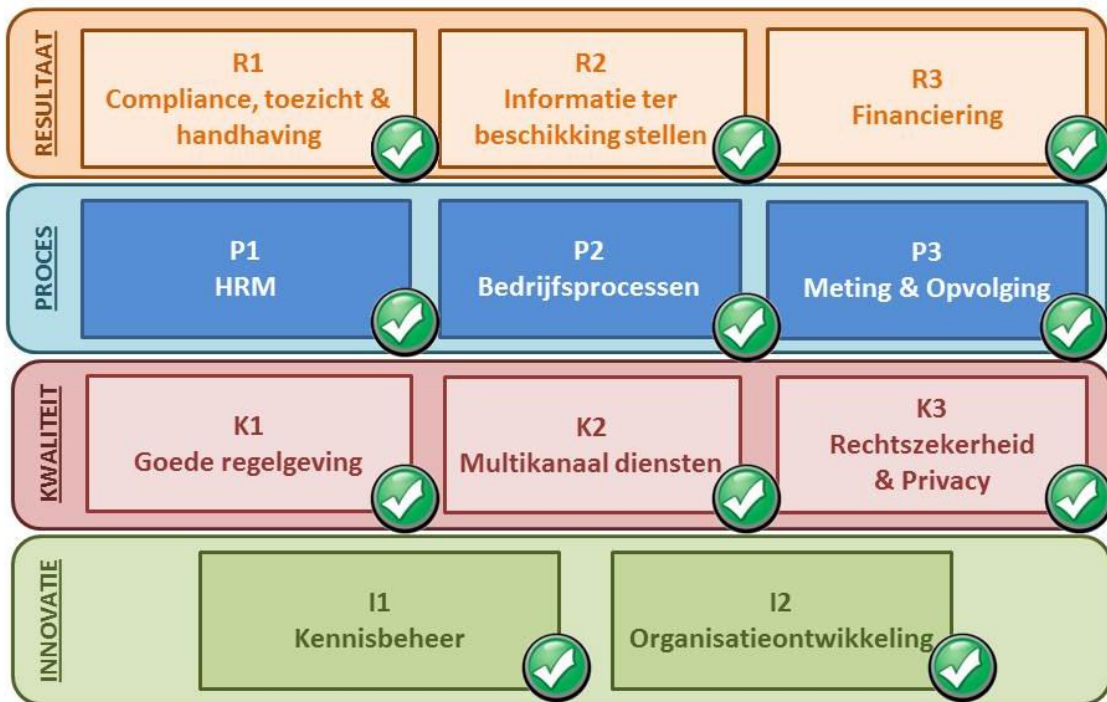 RESULTAAT
R1
Compliance, toezicht &
handhaving
R2
Informatie ter
beschikking stellen
R3
Financiering
PROCES
P1
HRM
P2
Bedrijfsprocessen
P3
Meting & Opvolging
KWALITEIT
K1
Goede regelgeving
K2
Multikanaal diensten
K3
Rechtszekerheid
& Privacy
INNOVATIE
I1
Kennisbeheer
I2
Organisatieontwikkeling